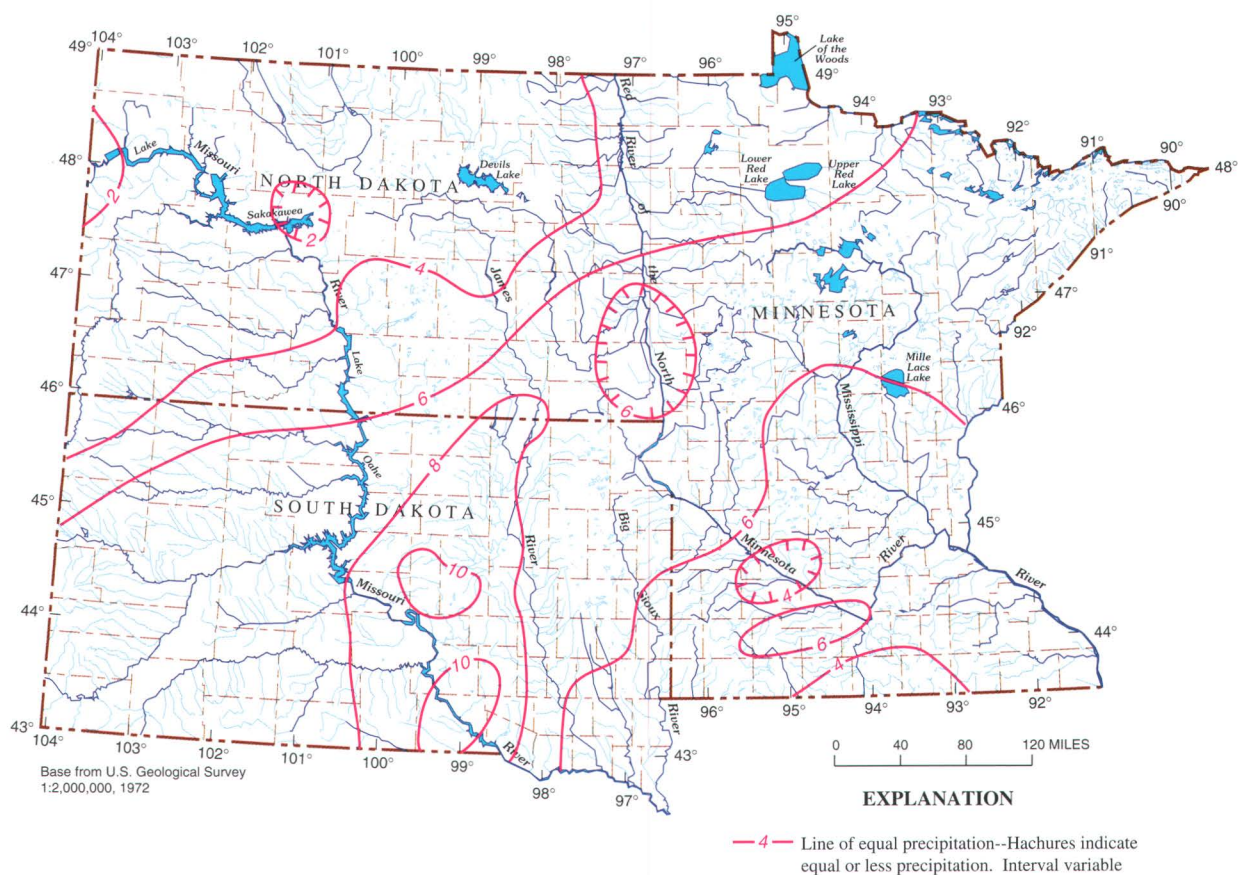 95°
Lake
of the
Woods
49°
49°
104°
103°
102°
101°
100°
99°
98°
97°
96°
94°
93°
92°
91°
90°
48°
90°
91°
47°
92°
46°
48°
47°
46°
45°
44°
43°
Lake
Missouri
Sakakawea
River
NORTH DAKOTA
Devils
Lake
James
Red
River
of
the
North
Lower
Red
Lake
Upper
Red
Lake
MINNESOTA
Mille
Lacs
Lake
Mississippi
River
Lake
Oahe
SOUTH DAKOTA
River
Big
Sioux
River
Minnesota
River
Missouri
River
2
2
4
6
6
8
10
10
6
4
6
4
45°
44°
104°
103°
102°
101°
100°
99°
98°
97°
43°
96°
95°
94°
93°
92°
Base from U.S. Geological Survey
1:2,000,000, 1972
0 40 80 120 MILES
EXPLANATION
4 Line of equal precipitation--Hachures indicate
equal or less precipitation. Interval variable